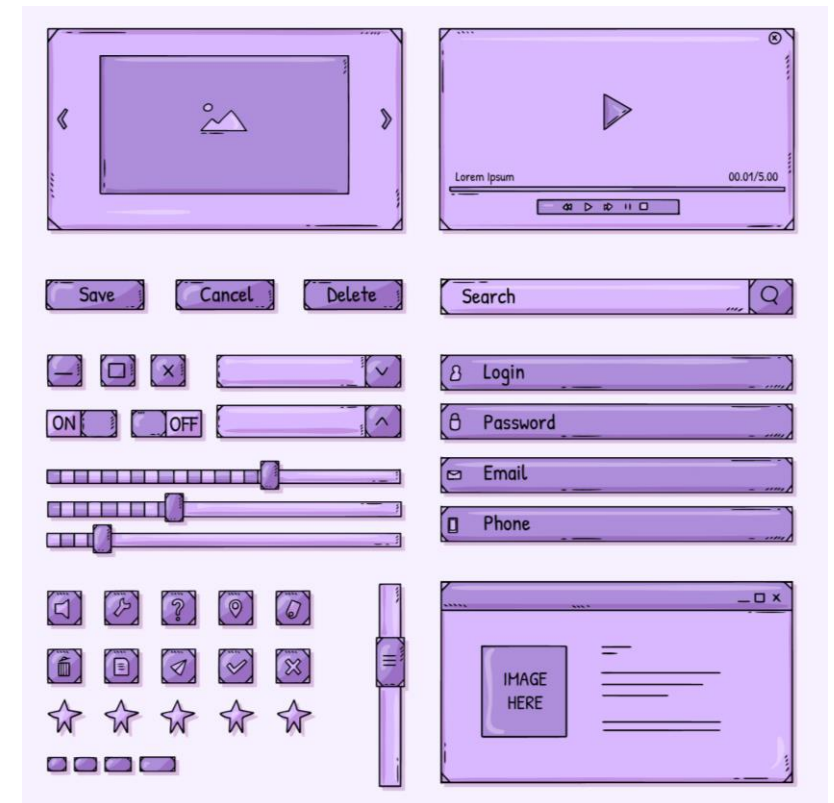 Lorem Ipsum 00.01/5.00
Save Cancel Delete
Search
Login
ON OFF
Password
Email
Phone
IMAGE
HERE